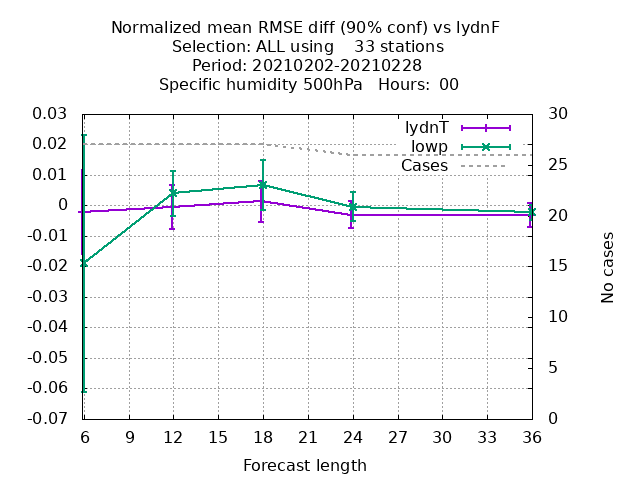 Normalized mean RMSE diff (90% conf) vs lydnF
Selection: ALL using    33 stations
Period: 20210202-20210228
Specific humidity 500hPa   Hours:  00
0.03
0.02
0.01
0
-0.01
-0.02
-0.03
-0.04
-0.05
-0.06
-0.07
lydnT
lowp
Cases
30
25
20
15
10
5
0
No cases
6 9 12 15 18 21 24 27 30 33 36
Forecast length